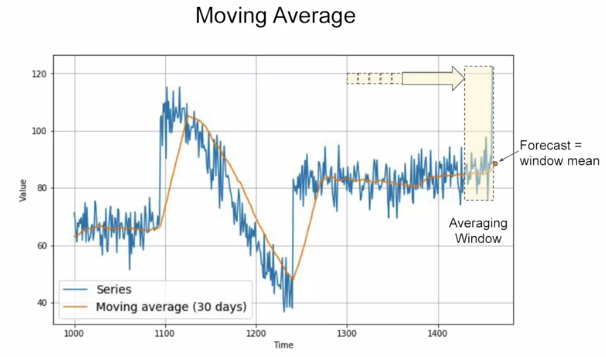 Moving Average
120
100
80
60
40
Value
Forecast =
window mean
Averaging
Window
Series
Moving average (30 days)
1000
1100
1200
1300
1400
Time